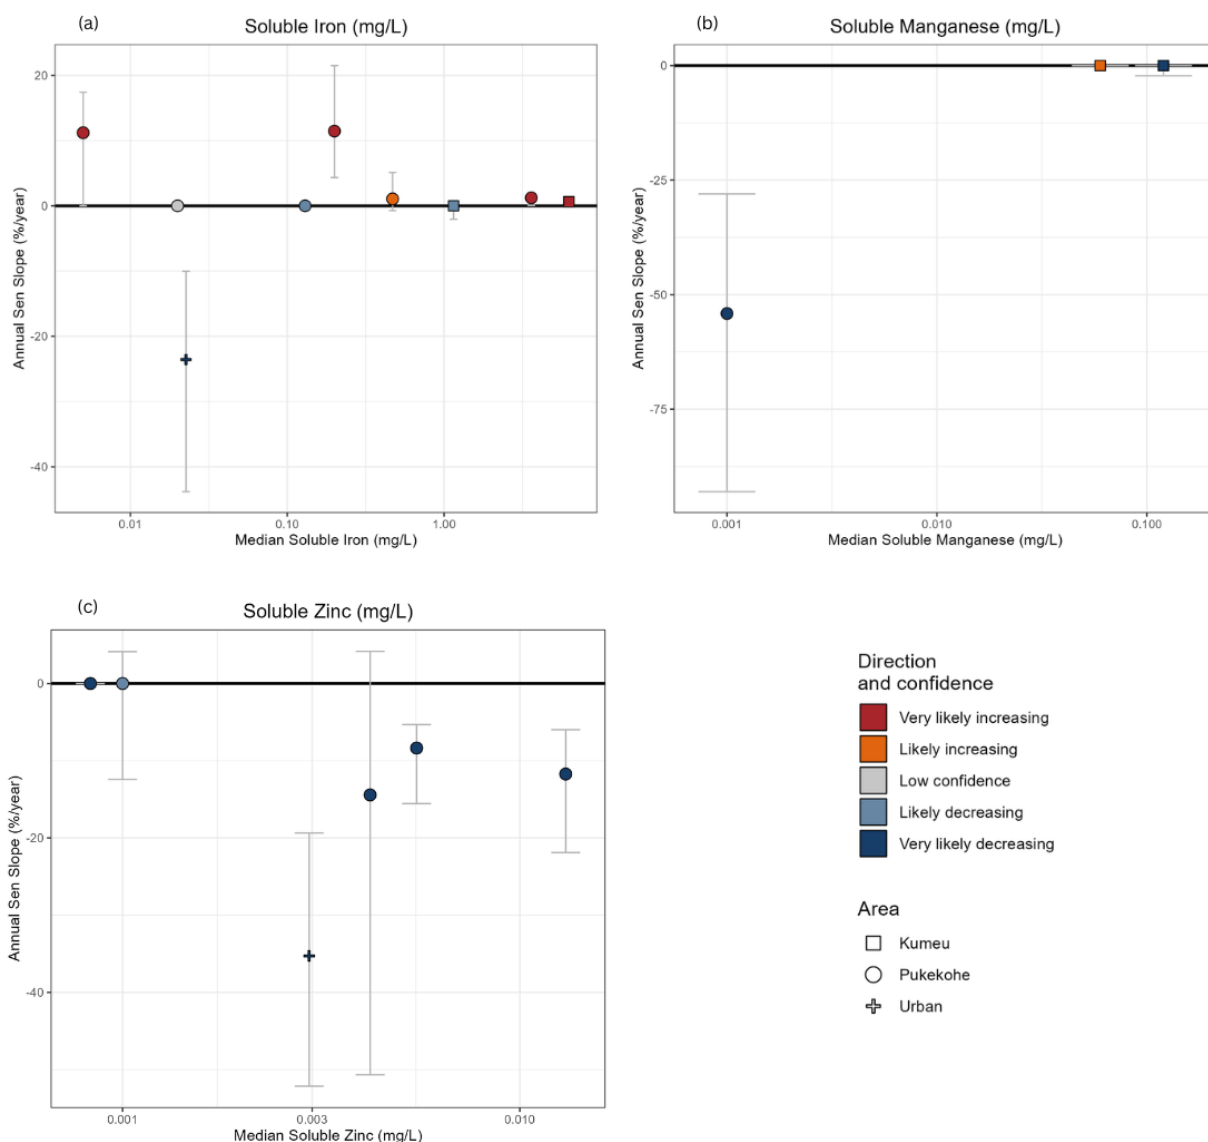 (a)
Soluble Iron (mg/L)
Annual Sen Slope (%/year)
20
0
-20
-40
0.01
0.10
1.00
Median Soluble Iron (mg/L)
(b)
Soluble Manganese (mg/L)
Annual Sen Slope (%/year)
0
-25
-50
-75
0.001
0.010
0.100
Median Soluble Manganese (mg/L)
(c)
Soluble Zinc (mg/L)
Annual Sen Slope (%/year)
0
-20
-40
0.001
0.003
0.010
Median Soluble Zinc (mg/L)
Direction
and confidence
Very likely increasing
Likely increasing
Low confidence
Likely decreasing
Very likely decreasing
Area
Kumeu
Pukekohe
Urban